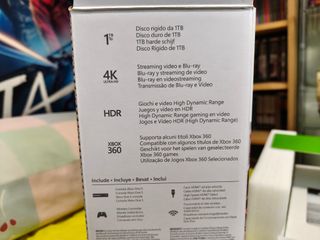 1TB
Disco rigido da 1TB
Disco duro de 1TB
1TB harde schijf
Disco Rígido de 1TB
4K
ULTRA HD
Streaming video e Blu-ray
Blu-ray y streaming de vídeo
Blu-ray en videostreaming
Transmissão de Blu-ray e Vídeo
HDR
Giochi e video High Dynamic Range
Juegos y vídeo en HDR
High Dynamic Range gaming en video
Jogos e Vídeo HDR (High Dynamic Range)
XBOX
360
Supporta alcuni titoli Xbox 360
Compatible con algunos títulos de Xbox 360
Geschikt voor het spelen van geselecteerde
Xbox 360 games
Utilização de Jogos Xbox 360 Selecionados
Include • Incluye • Bevat • Inclui